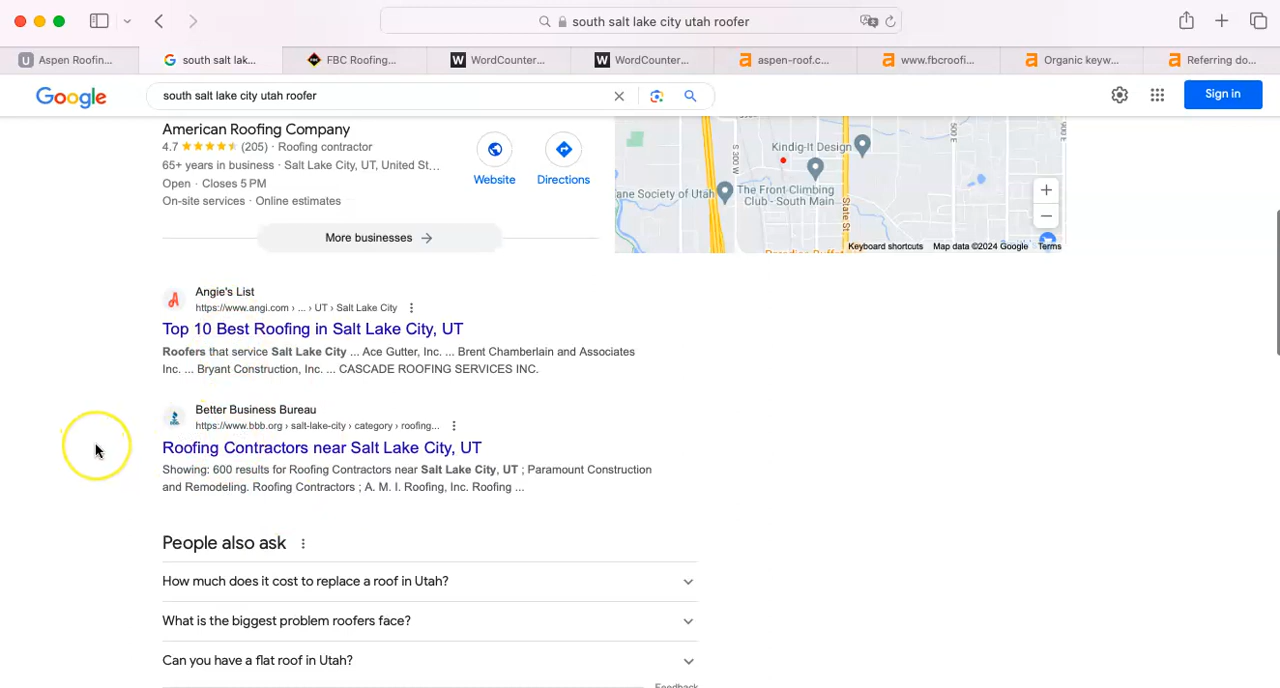 south salt lake city utah roofer
Aspen Roofin...
south salt lak...
FBC Roofing...
WordCounter...
WordCounter...
aspen-roof.c...
www.fbcroofi...
Organic keyw...
Referring do...
Google
south salt lake city utah roofer
Sign in
American Roofing Company
4.7 (205) · Roofing contractor
65+ years in business · Salt Lake City, UT, United St...
Open · Closes 5 PM
On-site services · Online estimates
Website
Directions
More businesses
S 300 W
Kindig-It Design
ane Society of Utah
The Front Climbing
Club - South Main
State St
500 E
900 E
Keyboard shortcuts
Map data ©2024 Google
Terms
Angie's List
https://www.angi.com › ... › UT › Salt Lake City
Top 10 Best Roofing in Salt Lake City, UT
Roofers that service Salt Lake City ... Ace Gutter, Inc. ... Brent Chamberlain and Associates
Inc. ... Bryant Construction, Inc. ... CASCADE ROOFING SERVICES INC.
Better Business Bureau
https://www.bbb.org › salt-lake-city › category › roofing...
Roofing Contractors near Salt Lake City, UT
Showing: 600 results for Roofing Contractors near Salt Lake City, UT ; Paramount Construction
and Remodeling. Roofing Contractors ; A. M. I. Roofing, Inc. Roofing ...
People also ask
How much does it cost to replace a roof in Utah?
What is the biggest problem roofers face?
Can you have a flat roof in Utah?
Feedback